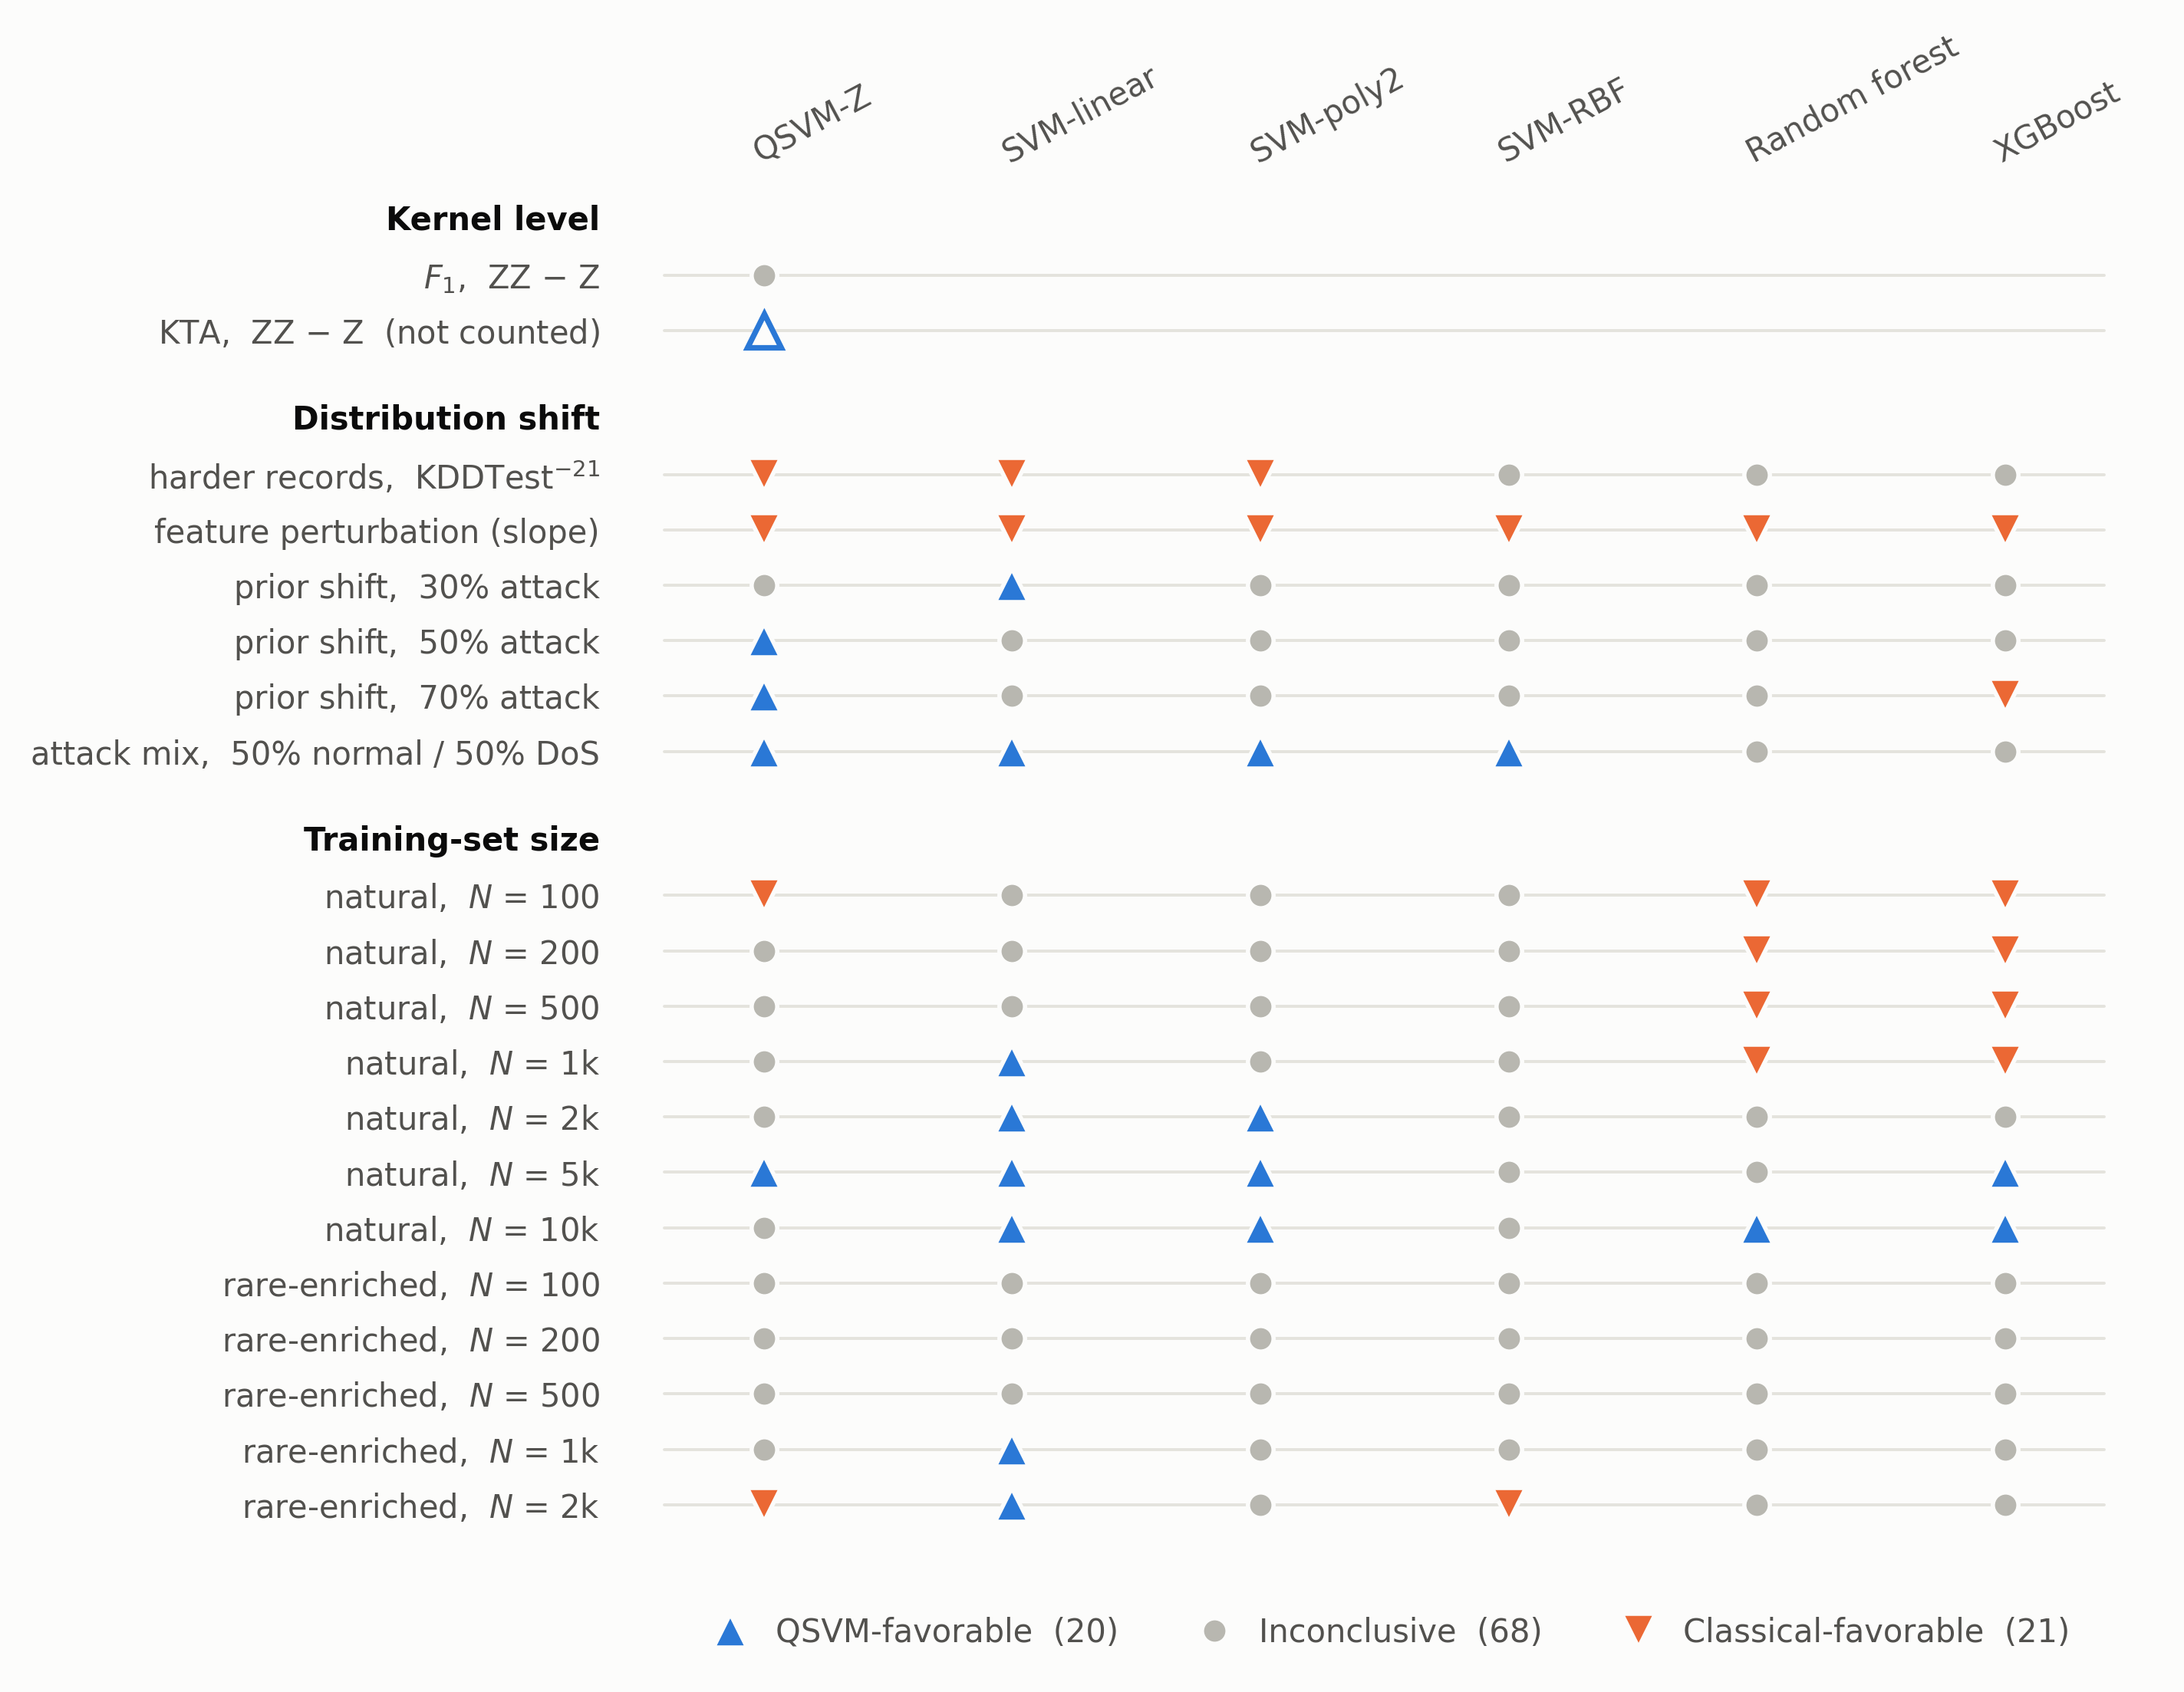 QSVM-Z SVM-linear SVM-poly2 SVM-RBF Random forest XGBoost
Kernel level
F₁, ZZ − Z
KTA, ZZ − Z (not counted)
Distribution shift
harder records, KDDTest⁻²¹
feature perturbation (slope)
prior shift, 30% attack
prior shift, 50% attack
prior shift, 70% attack
attack mix, 50% normal / 50% DoS
Training-set size
natural, N = 100
natural, N = 200
natural, N = 500
natural, N = 1k
natural, N = 2k
natural, N = 5k
natural, N = 10k
rare-enriched, N = 100
rare-enriched, N = 200
rare-enriched, N = 500
rare-enriched, N = 1k
rare-enriched, N = 2k
QSVM-favorable (20) Inconclusive (68) Classical-favorable (21)